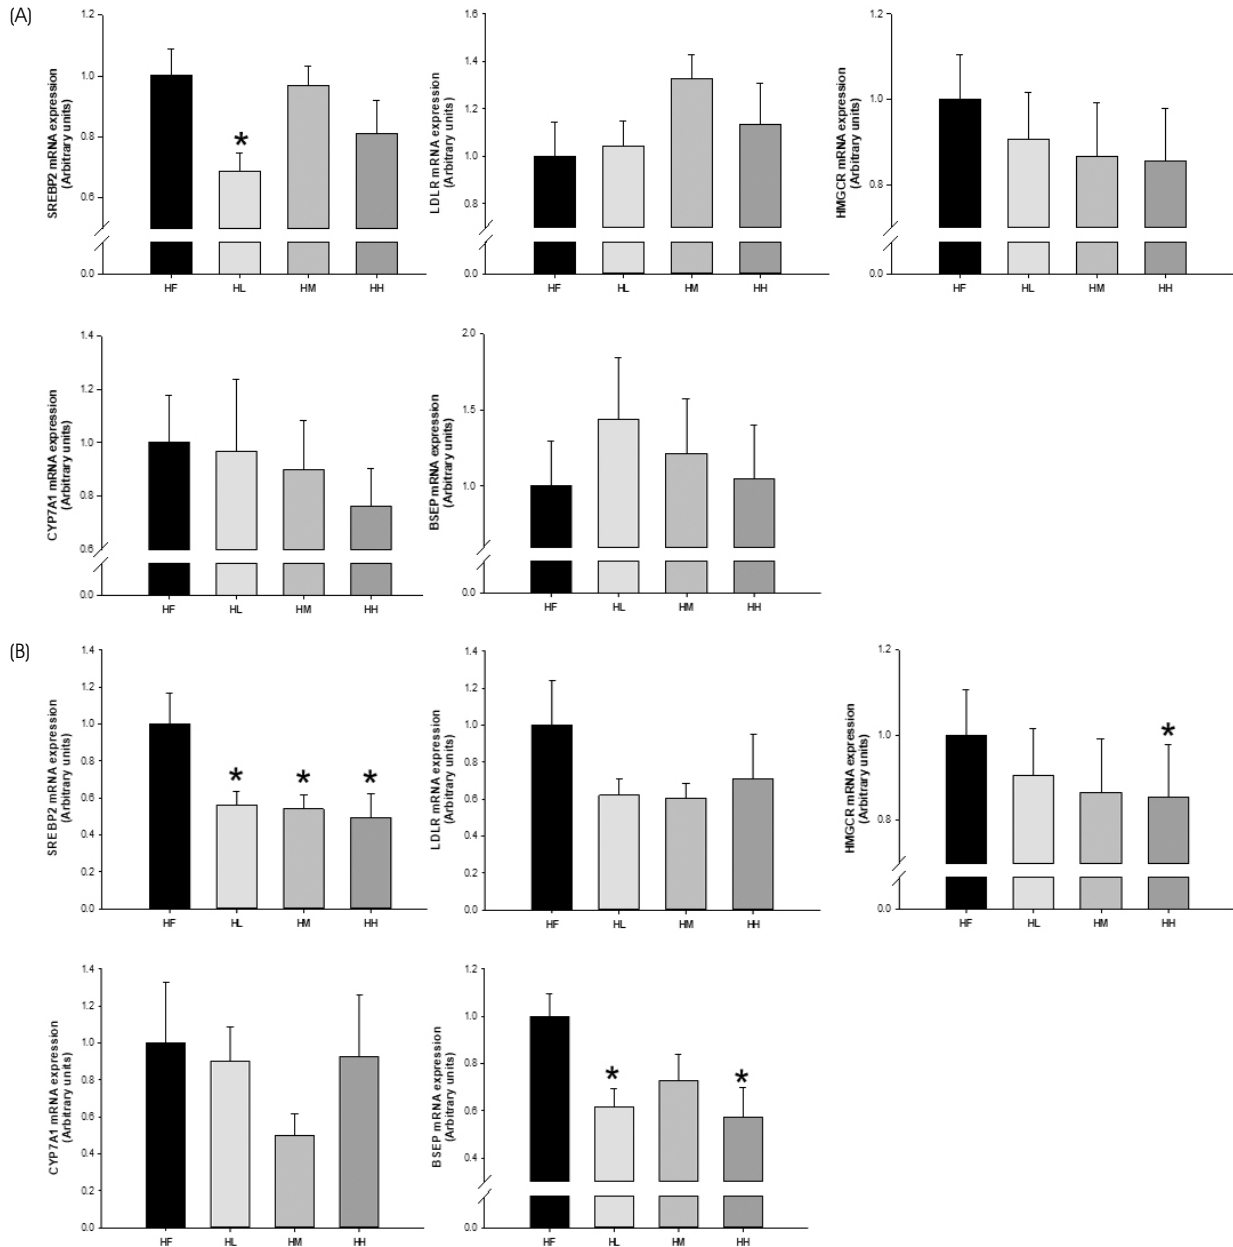 (A)
SREBP2 mRNA expression
(Arbitrary units)
1.2
1.0
0.8
0.6
0.0
*
HF HL HM HH
LDLR mRNA expression
(Arbitrary units)
1.6
1.4
1.2
1.0
0.8
0.0
HF HL HM HH
HMGCR mRNA expression
(Arbitrary units)
1.2
1.0
0.8
0.0
HF HL HM HH
CYP7A1 mRNA expression
(Arbitrary units)
1.4
1.2
1.0
0.8
0.6
0.0
HF HL HM HH
BSEP mRNA expression
(Arbitrary units)
2.0
1.5
1.0
0.0
HF HL HM HH
(B)
SREBP2 mRNA expression
(Arbitrary units)
1.4
1.2
1.0
0.8
0.6
0.4
0.2
0.0
* * *
HF HL HM HH
LDLR mRNA expression
(Arbitrary units)
1.4
1.2
1.0
0.8
0.6
0.4
0.2
0.0
HF HL HM HH
HMGCR mRNA expression
(Arbitrary units)
1.2
1.0
0.8
0.0
*
HF HL HM HH
CYP7A1 mRNA expression
(Arbitrary units)
1.4
1.2
1.0
0.8
0.6
0.4
0.2
0.0
HF HL HM HH
BSEP mRNA expression
(Arbitrary units)
1.2
1.0
0.8
0.6
0.4
0.0
* *
HF HL HM HH